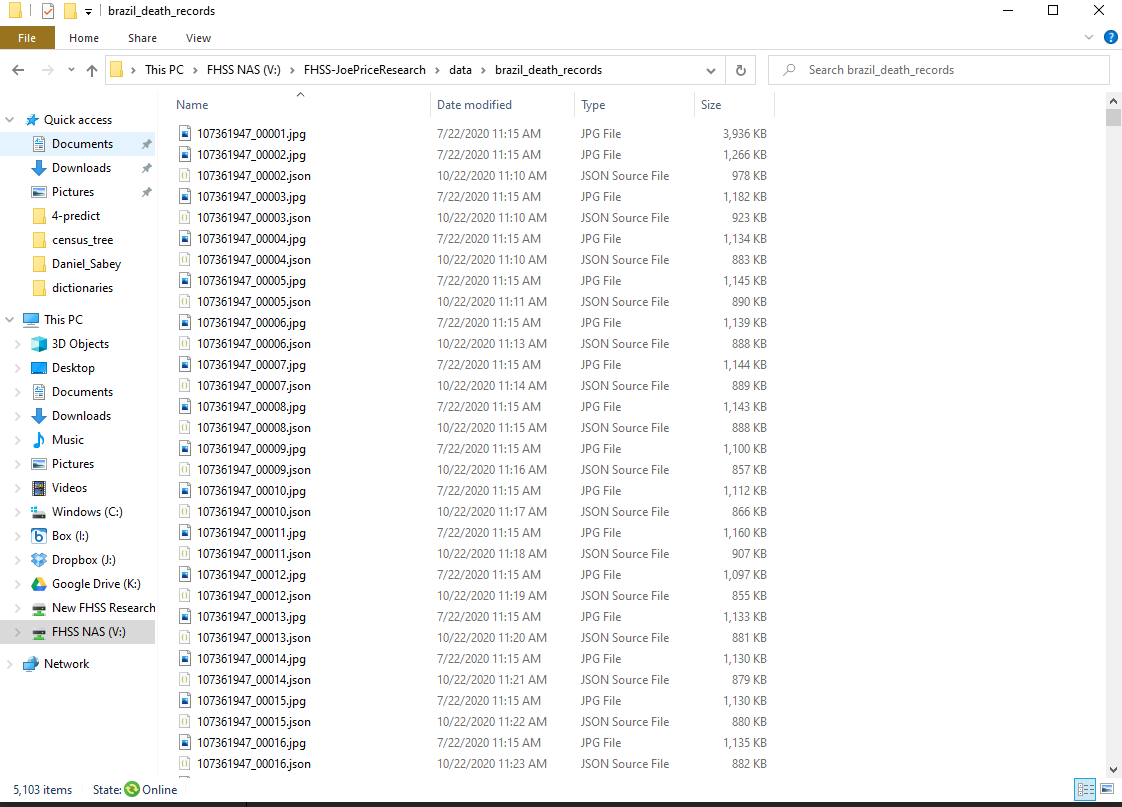 brazil_death_records
File Home Share View
This PC FHSS NAS (V:) FHSS-JoePriceResearch data brazil_death_records Search brazil_death_records
Name Date modified Type Size
Quick access
Documents
Downloads
Pictures
4-predict
census_tree
Daniel_Sabey
dictionaries
This PC
3D Objects
Desktop
Documents
Downloads
Music
Pictures
Videos
Windows (C:)
Box (I:)
Dropbox (J:)
Google Drive (K:)
New FHSS Research
FHSS NAS (V:)
Network
107361947_00001.jpg 7/22/2020 11:15 AM JPG File 3,936 KB
107361947_00002.jpg 7/22/2020 11:15 AM JPG File 1,266 KB
107361947_00002.json 10/22/2020 11:10 AM JSON Source File 978 KB
107361947_00003.jpg 7/22/2020 11:15 AM JPG File 1,182 KB
107361947_00003.json 10/22/2020 11:10 AM JSON Source File 923 KB
107361947_00004.jpg 7/22/2020 11:15 AM JPG File 1,134 KB
107361947_00004.json 10/22/2020 11:10 AM JSON Source File 883 KB
107361947_00005.jpg 7/22/2020 11:15 AM JPG File 1,145 KB
107361947_00005.json 10/22/2020 11:11 AM JSON Source File 890 KB
107361947_00006.jpg 7/22/2020 11:15 AM JPG File 1,139 KB
107361947_00006.json 10/22/2020 11:13 AM JSON Source File 888 KB
107361947_00007.jpg 7/22/2020 11:15 AM JPG File 1,144 KB
107361947_00007.json 10/22/2020 11:14 AM JSON Source File 889 KB
107361947_00008.jpg 7/22/2020 11:15 AM JPG File 1,143 KB
107361947_00008.json 10/22/2020 11:15 AM JSON Source File 888 KB
107361947_00009.jpg 7/22/2020 11:15 AM JPG File 1,100 KB
107361947_00009.json 10/22/2020 11:16 AM JSON Source File 857 KB
107361947_00010.jpg 7/22/2020 11:15 AM JPG File 1,112 KB
107361947_00010.json 10/22/2020 11:17 AM JSON Source File 866 KB
107361947_00011.jpg 7/22/2020 11:15 AM JPG File 1,160 KB
107361947_00011.json 10/22/2020 11:18 AM JSON Source File 907 KB
107361947_00012.jpg 7/22/2020 11:15 AM JPG File 1,097 KB
107361947_00012.json 10/22/2020 11:19 AM JSON Source File 855 KB
107361947_00013.jpg 7/22/2020 11:15 AM JPG File 1,133 KB
107361947_00013.json 10/22/2020 11:20 AM JSON Source File 881 KB
107361947_00014.jpg 7/22/2020 11:15 AM JPG File 1,130 KB
107361947_00014.json 10/22/2020 11:21 AM JSON Source File 879 KB
107361947_00015.jpg 7/22/2020 11:15 AM JPG File 1,130 KB
107361947_00015.json 10/22/2020 11:22 AM JSON Source File 880 KB
107361947_00016.jpg 7/22/2020 11:15 AM JPG File 1,135 KB
107361947_00016.json 10/22/2020 11:23 AM JSON Source File 882 KB
5,103 items State: Online